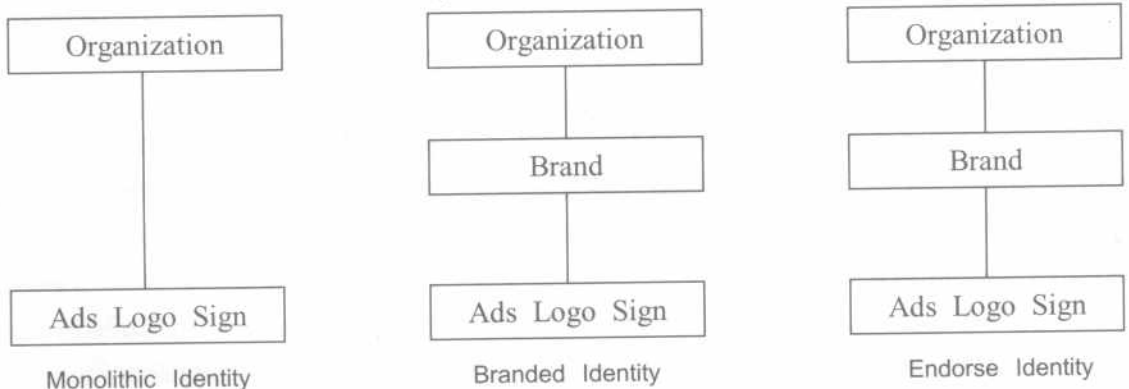 Organization
Ads Logo Sign
Monolithic Identity
Organization
Brand
Ads Logo Sign
Branded Identity
Organization
Brand
Ads Logo Sign
Endorse Identity